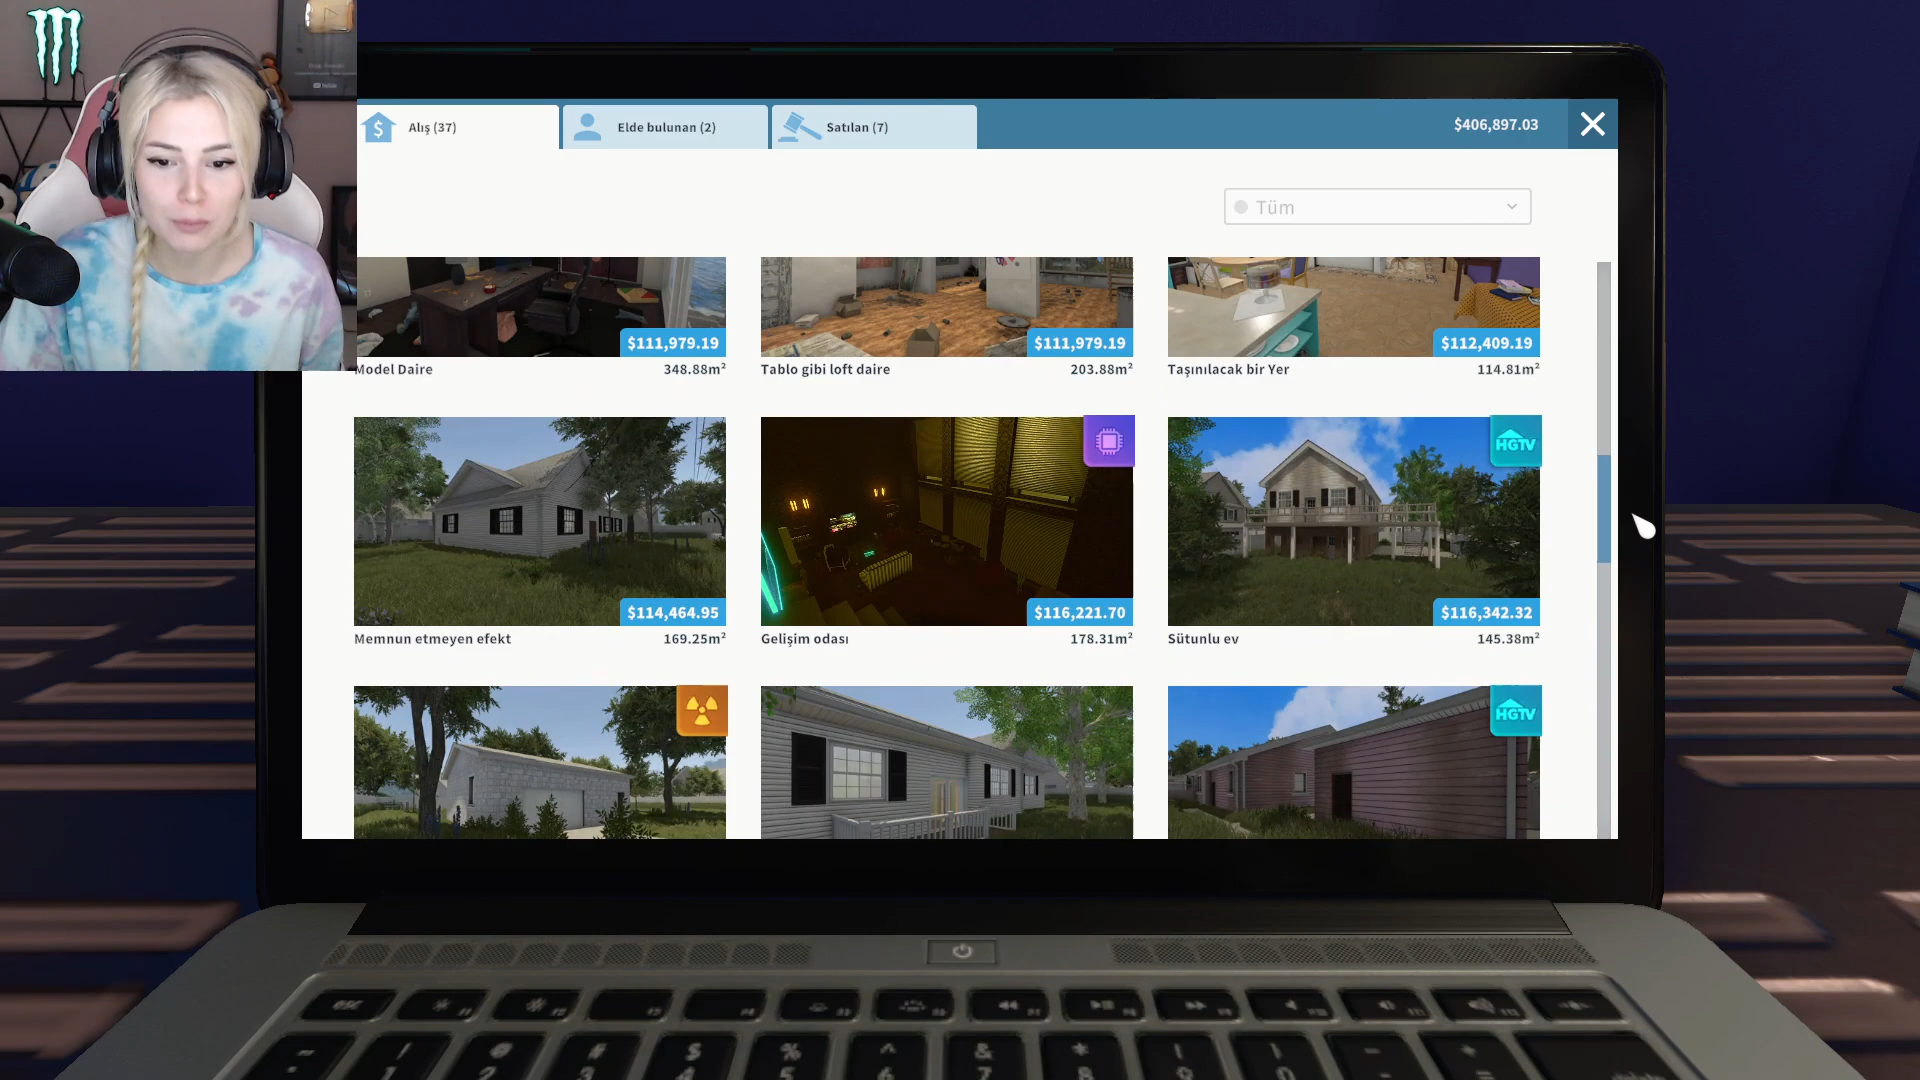 Alış (37)
Elde bulunan (2)
Satılan (7)
$406,897.03
Tüm
$111,979.19
$111,979.19
$112,409.19
Model Daire
348.88m²
Tablo gibi loft daire
203.88m²
Taşınılacak bir Yer
114.81m²
HGTV
$114,464.95
$116,221.70
$116,342.32
Memnun etmeyen efekt
169.25m²
Gelişim odası
178.31m²
Sütunlu ev
145.38m²
HGTV
esc